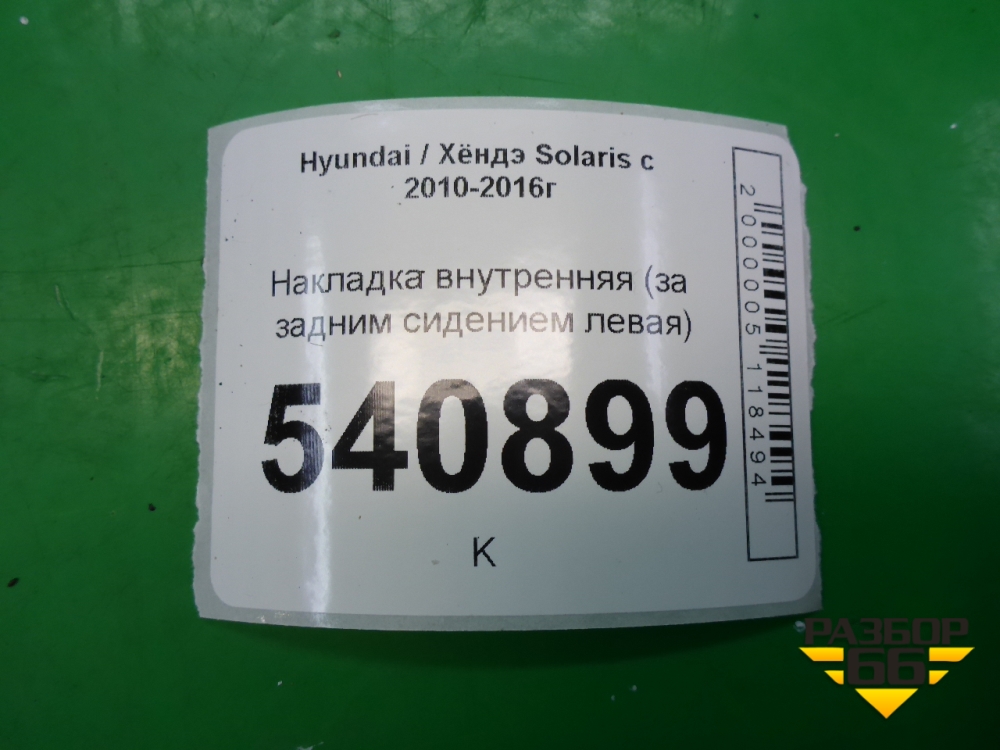 Hyundai / Хёндэ Solaris с
2010-2016г
Накладка внутренняя (за
задним сидением левая)
540899
К
2000005118494
РАЗБОР
66